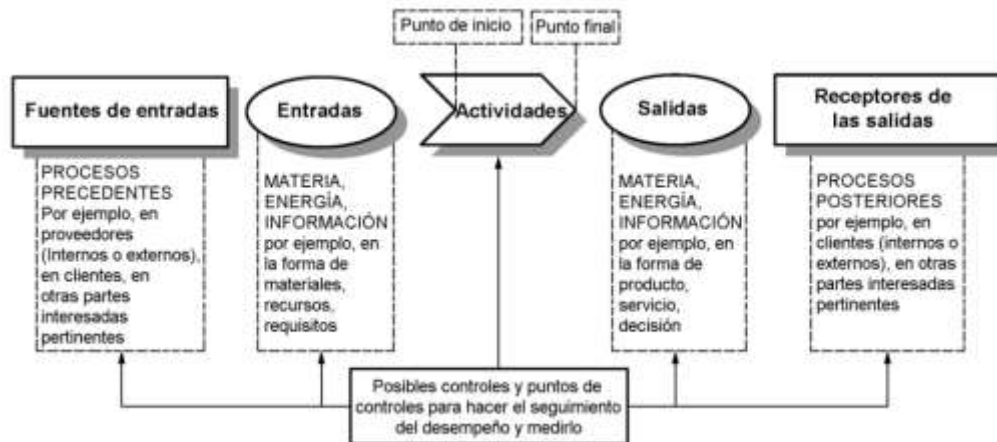 Punto de inicio
Punto final
Fuentes de entradas
Entradas
Actividades
Salidas
Receptores de
las salidas
PROCESOS
PRECEDENTES
Por ejemplo, en
proveedores
(Internos o externos),
en clientes, en
otras partes
interesadas
pertinentes
MATERIA,
ENERGÍA,
INFORMACIÓN
por ejemplo, en
la forma de
materiales,
recursos,
requisitos
MATERIA,
ENERGÍA,
INFORMACIÓN
por ejemplo, en
la forma de
producto,
servicio,
decisión
PROCESOS
POSTERIORES
por ejemplo, en
clientes (internos o
externos), en otras
partes interesadas
pertinentes
Posibles controles y puntos de
controles para hacer el seguimiento
del desempeño y medirlo